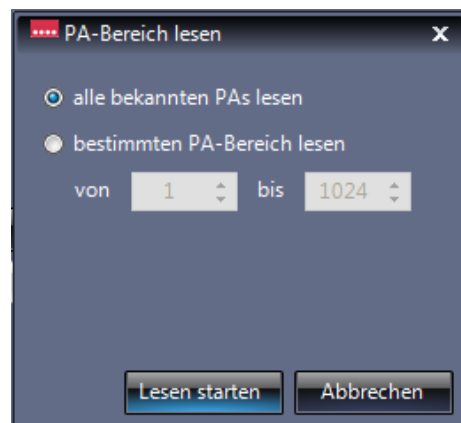 PA-Bereich lesen x
alle bekannten PAs lesen
bestimmten PA-Bereich lesen
von 1 bis 1024
Lesen starten Abbrechen